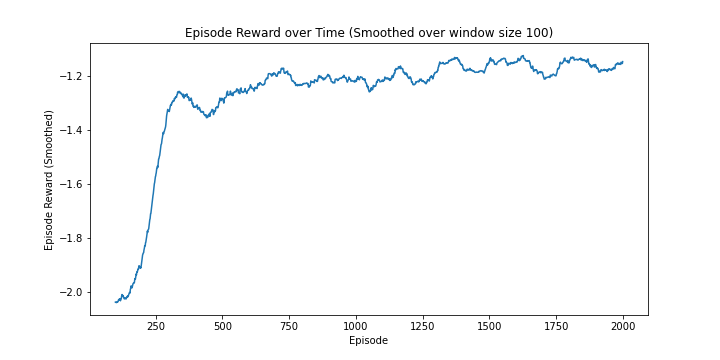 Episode Reward over Time (Smoothed over window size 100)
Episode Reward (Smoothed)
−1.2
−1.4
−1.6
−1.8
−2.0
250 500 750 1000 1250 1500 1750 2000
Episode